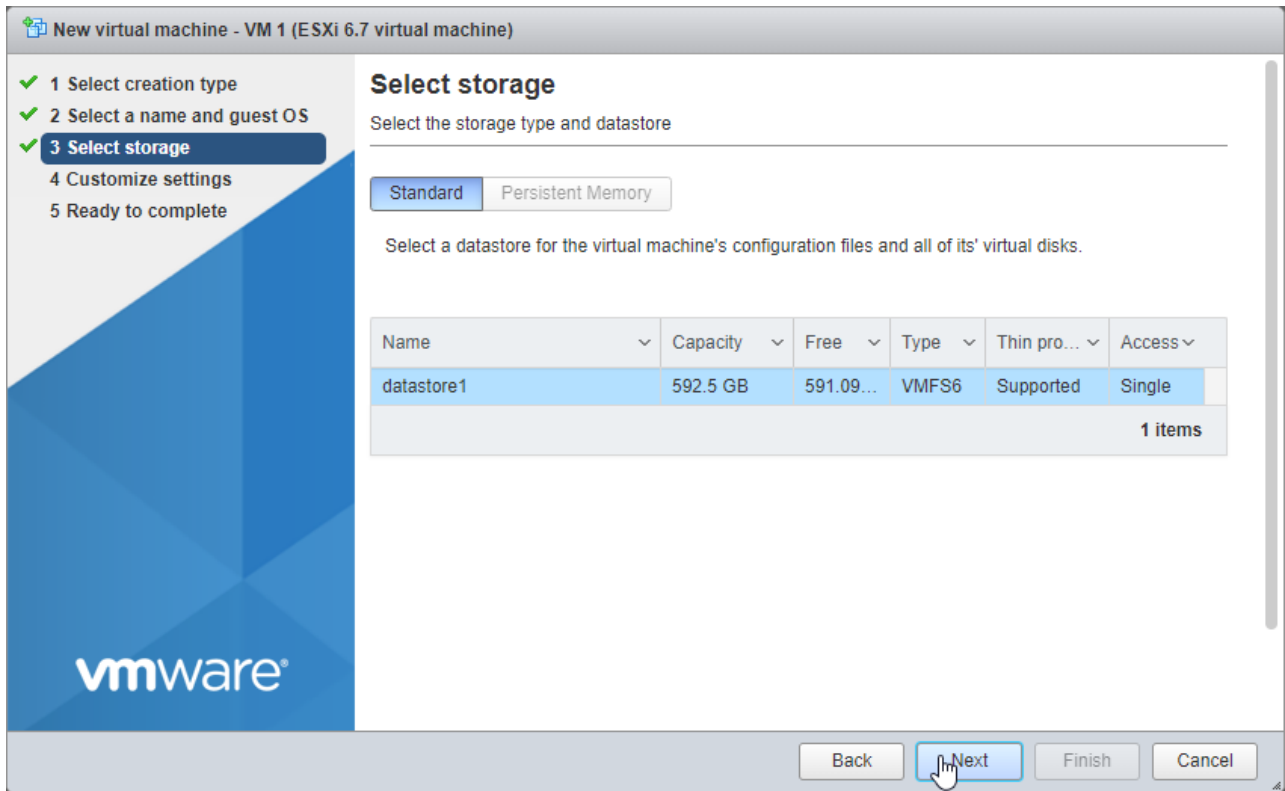 New virtual machine - VM 1 (ESXi 6.7 virtual machine)
1 Select creation type
2 Select a name and guest OS
3 Select storage
4 Customize settings
5 Ready to complete
vmware®
Select storage
Select the storage type and datastore
Standard Persistent Memory
Select a datastore for the virtual machine's configuration files and all of its' virtual disks.
Name Capacity Free Type Thin pro... Access
datastore1 592.5 GB 591.09... VMFS6 Supported Single
1 items
Back Next Finish Cancel